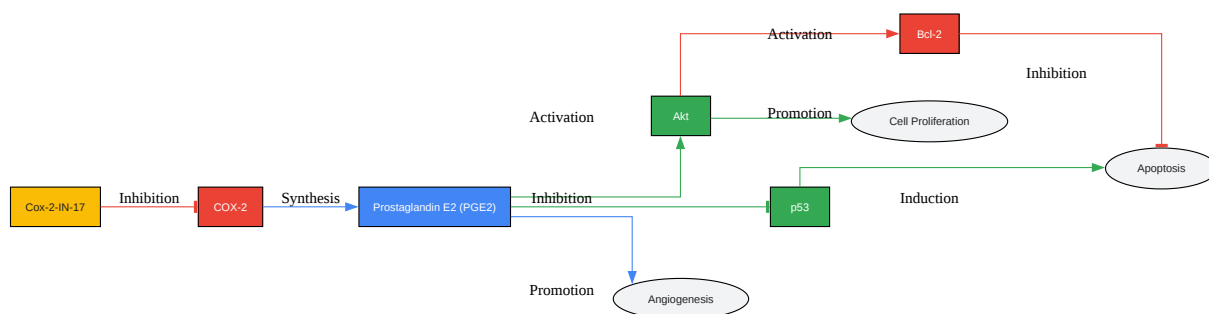 Activation
Bcl-2
Inhibition
Activation
Akt
Promotion
Cell Proliferation
Apoptosis
Cox-2-IN-17
Inhibition
COX-2
Synthesis
Prostaglandin E2 (PGE2)
Inhibition
p53
Induction
Promotion
Angiogenesis